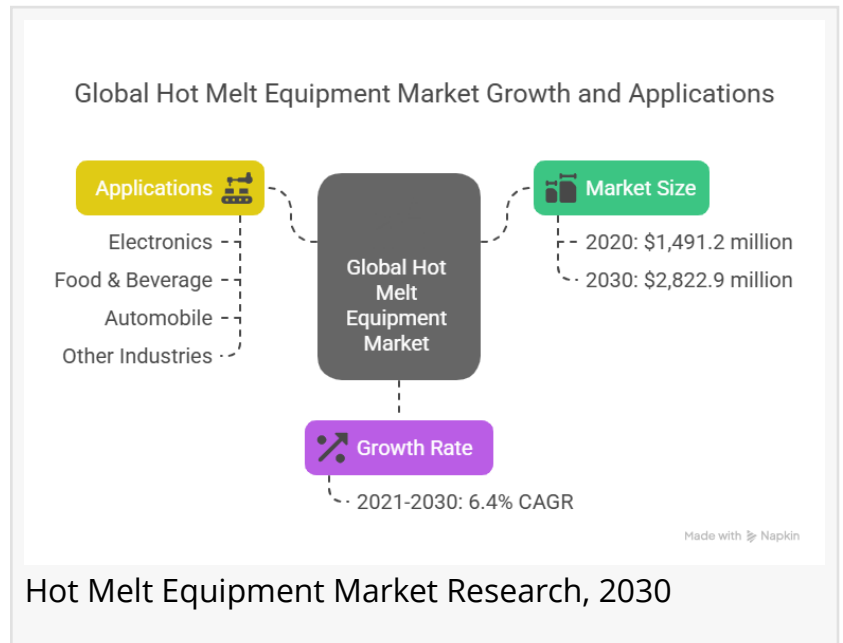 Global Hot Melt Equipment Market Growth and Applications
Applications
Electronics
Food & Beverage
Automobile
Other Industries
Global Hot
Melt
Equipment
Market
Market Size
2020: $1,491.2 million
2030: $2,822.9 million
Growth Rate
2021-2030: 6.4% CAGR
Made with Napkin
Hot Melt Equipment Market Research, 2030